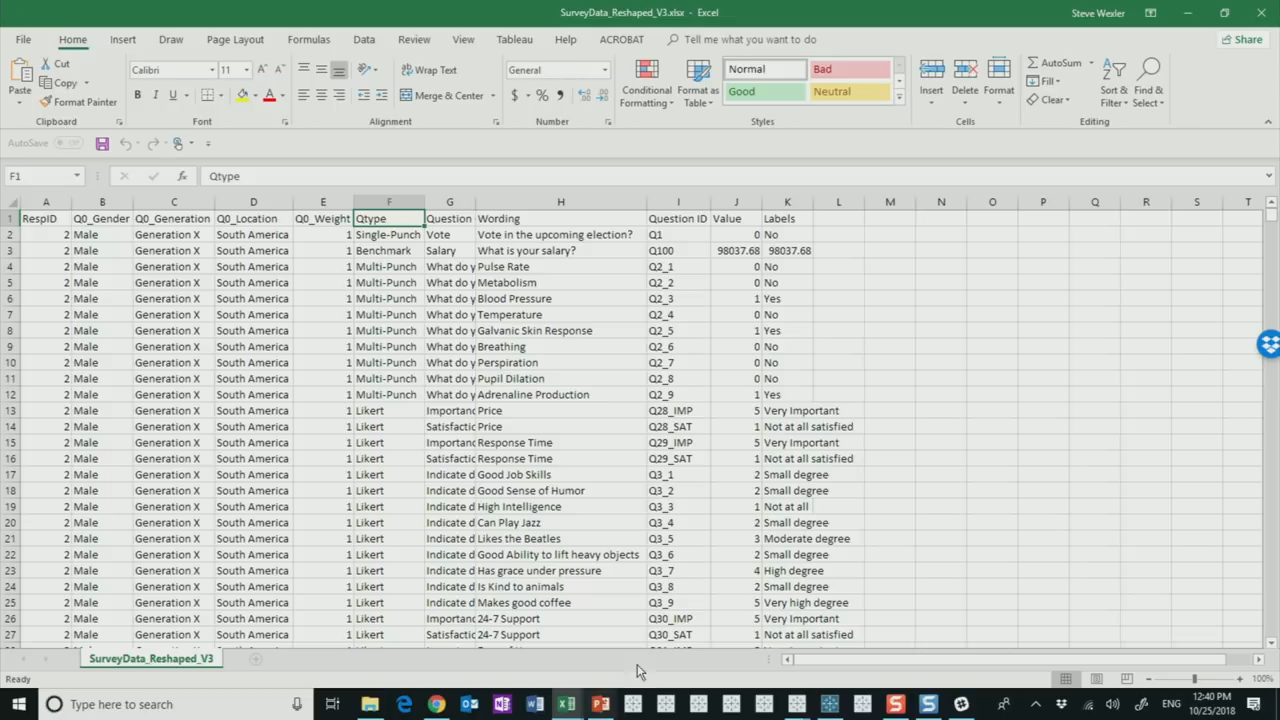 SurveyData_Reshaped_V3.xlsx - Excel
Steve Wexler
File Home Insert Draw Page Layout Formulas Data Review View Tableau Help ACROBAT Tell me what you want to do Share
Paste
Cut
Copy
Format Painter
Clipboard
Calibri 11
B I U
Font
Wrap Text
Merge & Center
Alignment
General
$ % ,
Number
Conditional Formatting
Format as Table
Normal Bad
Good Neutral
Styles
Insert Delete Format
Cells
AutoSum
Fill
Clear
Sort & Filter
Find & Select
Editing
AutoSave Off
F1 fx Qtype
A B C D E F G H I J K L M N O P Q R S T
1 RespID Q0_Gender Q0_Generation Q0_Location Q0_Weight Qtype Question Wording Question ID Value Labels
2 2 Male Generation X South America 1 Single-Punch Vote Vote in the upcoming election? Q1 0 No
3 2 Male Generation X South America 1 Benchmark Salary What is your salary? Q100 98037.68 98037.68
4 2 Male Generation X South America 1 Multi-Punch What do y Pulse Rate Q2_1 0 No
5 2 Male Generation X South America 1 Multi-Punch What do y Metabolism Q2_2 0 No
6 2 Male Generation X South America 1 Multi-Punch What do y Blood Pressure Q2_3 1 Yes
7 2 Male Generation X South America 1 Multi-Punch What do y Temperature Q2_4 0 No
8 2 Male Generation X South America 1 Multi-Punch What do y Galvanic Skin Response Q2_5 1 Yes
9 2 Male Generation X South America 1 Multi-Punch What do y Breathing Q2_6 0 No
10 2 Male Generation X South America 1 Multi-Punch What do y Perspiration Q2_7 0 No
11 2 Male Generation X South America 1 Multi-Punch What do y Pupil Dilation Q2_8 0 No
12 2 Male Generation X South America 1 Multi-Punch What do y Adrenaline Production Q2_9 1 Yes
13 2 Male Generation X South America 1 Likert Importanc Price Q28_IMP 5 Very Important
14 2 Male Generation X South America 1 Likert Satisfactio Price Q28_SAT 1 Not at all satisfied
15 2 Male Generation X South America 1 Likert Importanc Response Time Q29_IMP 5 Very Important
16 2 Male Generation X South America 1 Likert Satisfactio Response Time Q29_SAT 1 Not at all satisfied
17 2 Male Generation X South America 1 Likert Indicate d Good Job Skills Q3_1 2 Small degree
18 2 Male Generation X South America 1 Likert Indicate d Good Sense of Humor Q3_2 2 Small degree
19 2 Male Generation X South America 1 Likert Indicate d High Intelligence Q3_3 1 Not at all
20 2 Male Generation X South America 1 Likert Indicate d Can Play Jazz Q3_4 2 Small degree
21 2 Male Generation X South America 1 Likert Indicate d Likes the Beatles Q3_5 3 Moderate degree
22 2 Male Generation X South America 1 Likert Indicate d Good Ability to lift heavy objects Q3_6 2 Small degree
23 2 Male Generation X South America 1 Likert Indicate d Has grace under pressure Q3_7 4 High degree
24 2 Male Generation X South America 1 Likert Indicate d Is Kind to animals Q3_8 2 Small degree
25 2 Male Generation X South America 1 Likert Indicate d Makes good coffee Q3_9 5 Very high degree
26 2 Male Generation X South America 1 Likert Importanc 24-7 Support Q30_IMP 5 Very Important
27 2 Male Generation X South America 1 Likert Satisfactio 24-7 Support Q30_SAT 1 Not at all satisfied
SurveyData_Reshaped_V3
Ready
100%
Type here to search
12:40 PM
10/25/2018